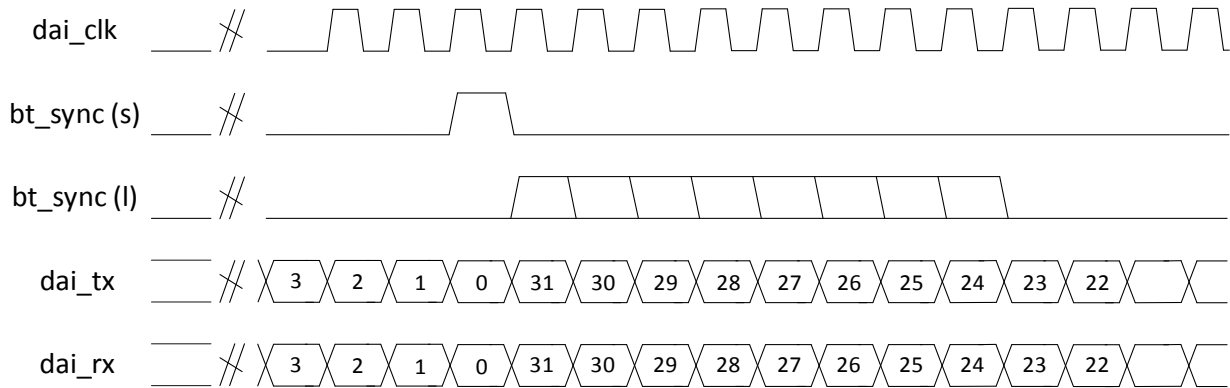 dai_clk
bt_sync (s)
bt_sync (l)
dai_tx 3 2 1 0 31 30 29 28 27 26 25 24 23 22
dai_rx 3 2 1 0 31 30 29 28 27 26 25 24 23 22